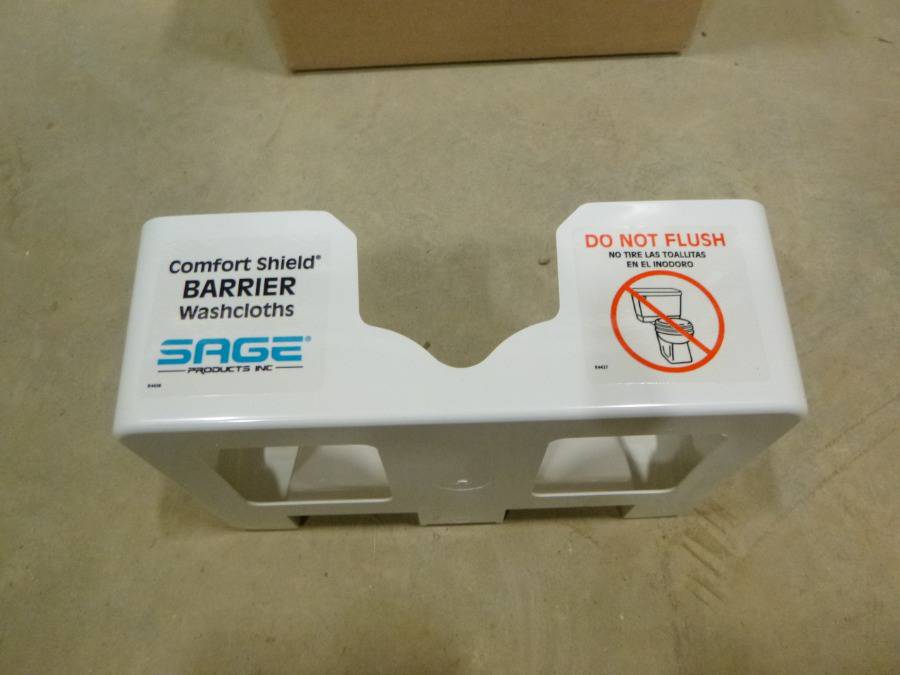 Comfort Shield®
BARRIER
Washcloths
SAGE®
PRODUCTS INC
DO NOT FLUSH
NO TIRE LAS TOALLITAS
EN EL INODORO